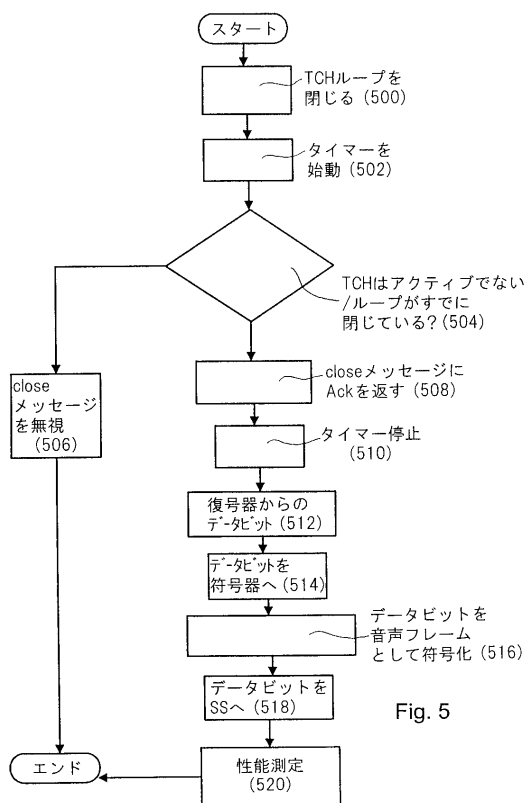 スタート
TCHループを
閉じる (500)
タイマーを
始動 (502)
TCHはアクティブでない
/ループがすでに
閉じている? (504)
close
メッセージ
を無視
(506)
closeメッセージに
Ackを返す (508)
タイマー停止
(510)
復号器からの
データビット (512)
データビットを
符号器へ (514)
データビットを
音声フレーム
として符号化 (516)
データビットを
SSへ (518)
Fig. 5
性能測定
(520)
エンド